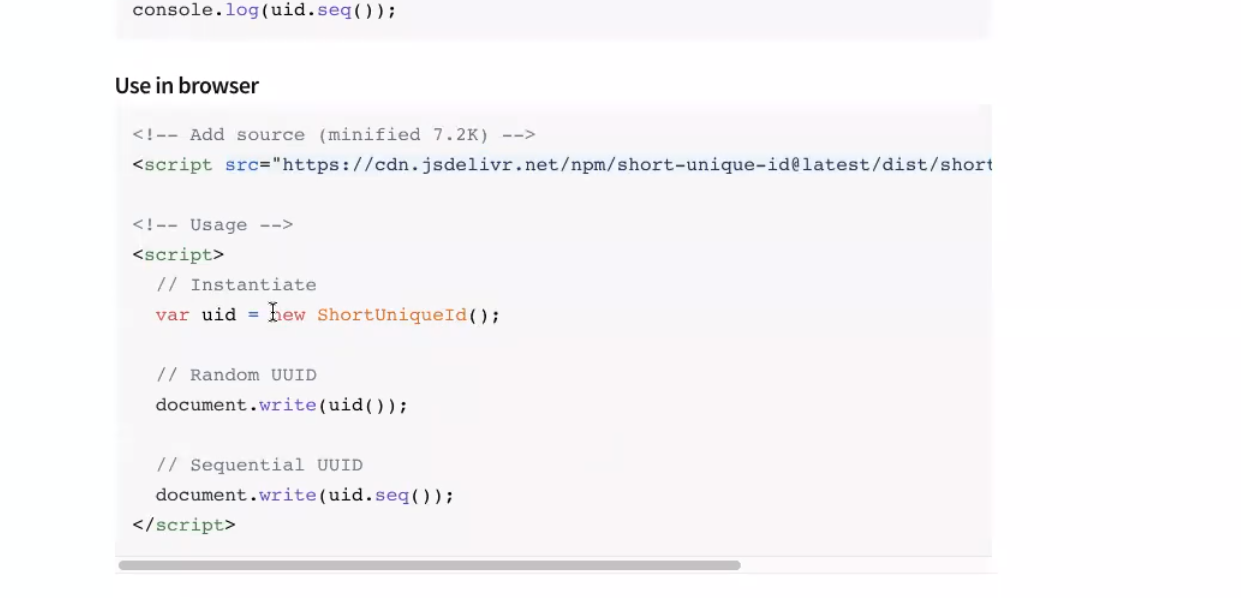 console.log(uid.seq());
Use in browser
<!-- Add source (minified 7.2K) -->
<script src="https://cdn.jsdelivr.net/npm/short-unique-id@latest/dist/short
<!-- Usage -->
<script>
// Instantiate
var uid = new ShortUniqueId();
// Random UUID
document.write(uid());
// Sequential UUID
document.write(uid.seq());
</script>